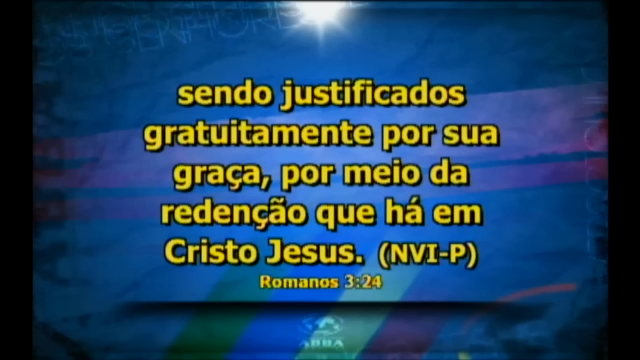 sendo justificados
gratuitamente por sua
graça, por meio da
redenção que há em
Cristo Jesus. (NVI-P)
Romanos 3:24